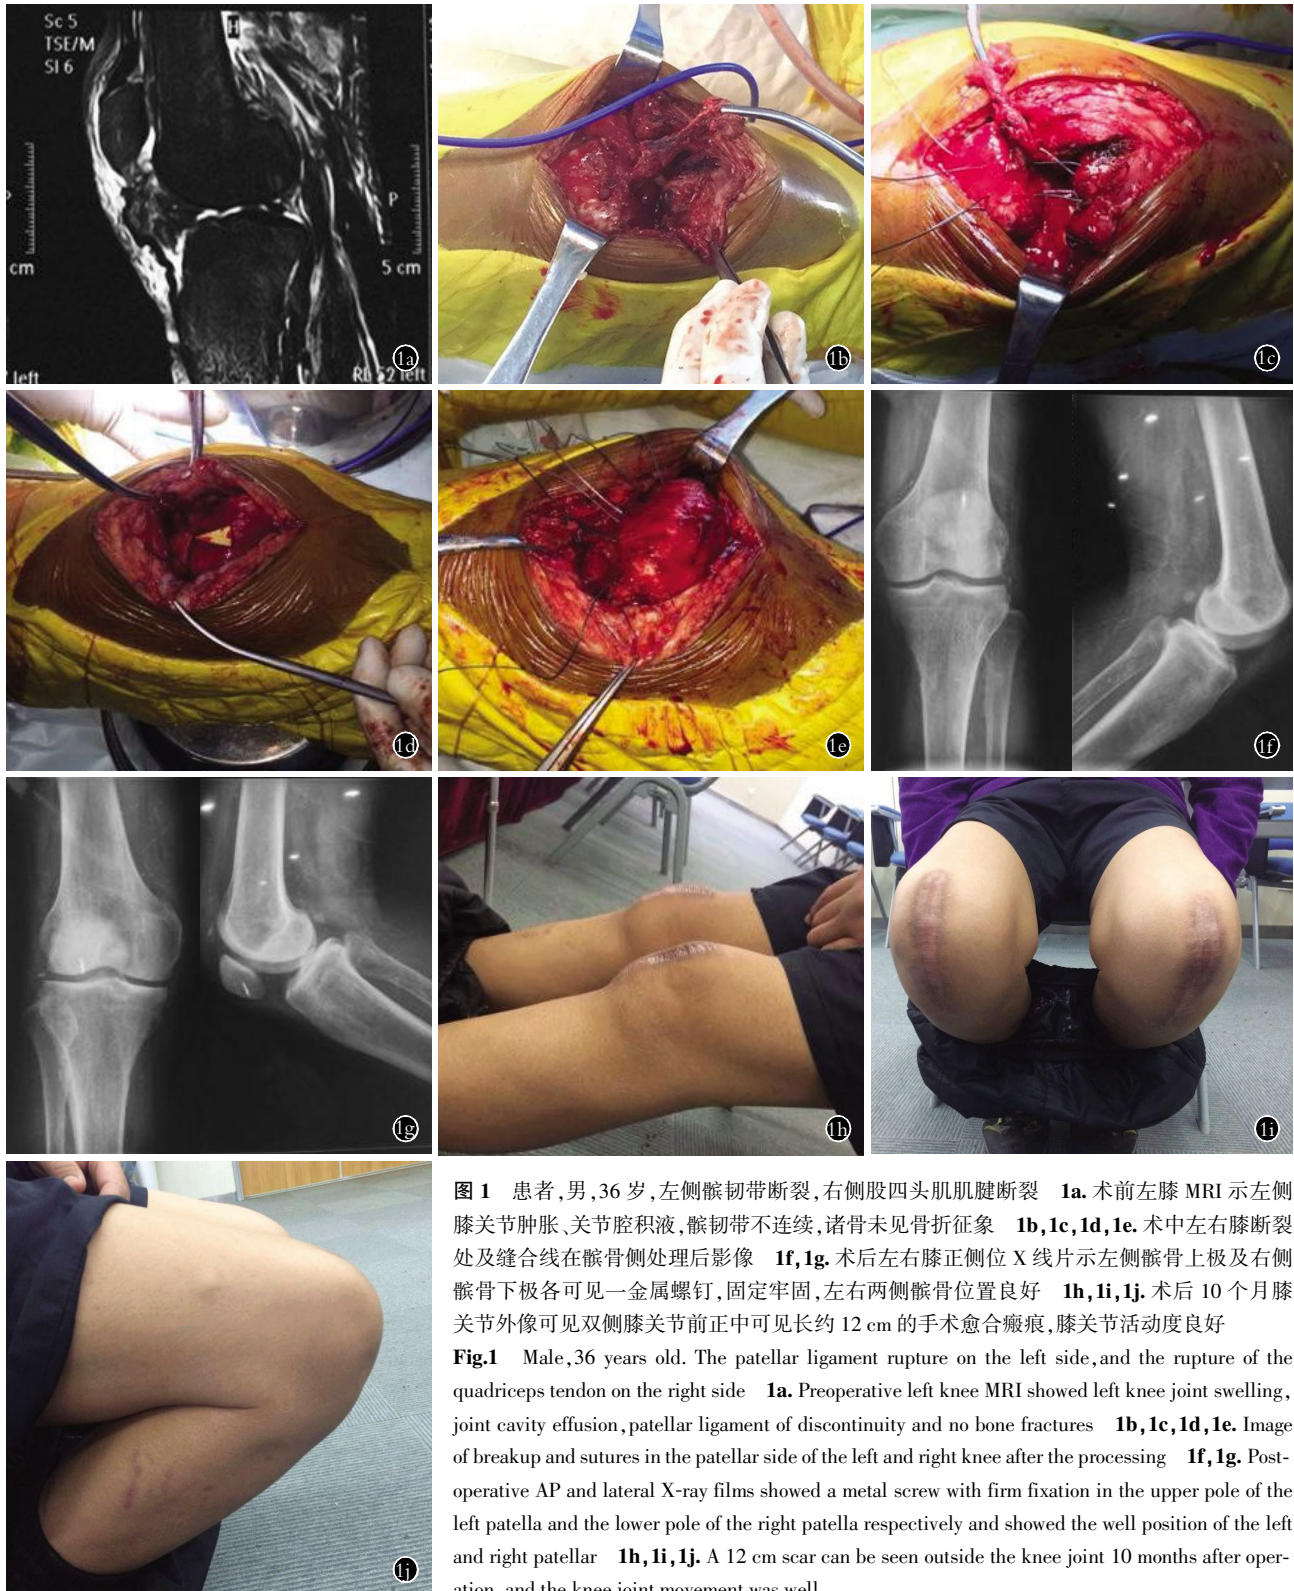 Sc 5
TSE/M
SI 6
H
P
P
cm
5 cm
left
RL 52 left
1a
1b
1c
1d
1e
1f
1g
1h
1i
1j
图 1 患者,男,36 岁,左侧髌韧带断裂,右侧股四头肌肌腱断裂 1a. 术前左膝 MRI 示左侧
膝关节肿胀、关节腔积液,髌韧带不连续,诸骨未见骨折征象 1b,1c,1d,1e. 术中左右膝断裂
处及缝合线在髌骨侧处理后影像 1f,1g. 术后左右膝正侧位 X 线片示左侧髌骨上极及右侧
髌骨下极各可见一金属螺钉,固定牢固,左右两侧髌骨位置良好 1h,1i,1j. 术后 10 个月膝
关节外像可见双侧膝关节前正中可见长约 12 cm 的手术愈合瘢痕,膝关节活动度良好
Fig.1 Male,36 years old. The patellar ligament rupture on the left side,and the rupture of the
quadriceps tendon on the right side 1a. Preoperative left knee MRI showed left knee joint swelling,
joint cavity effusion,patellar ligament of discontinuity and no bone fractures 1b,1c,1d,1e. Image
of breakup and sutures in the patellar side of the left and right knee after the processing 1f,1g. Post-
operative AP and lateral X-ray films showed a metal screw with firm fixation in the upper pole of the
left patella and the lower pole of the right patella respectively and showed the well position of the left
and right patellar 1h,1i,1j. A 12 cm scar can be seen outside the knee joint 10 months after oper-
ation, and the knee joint movement was well